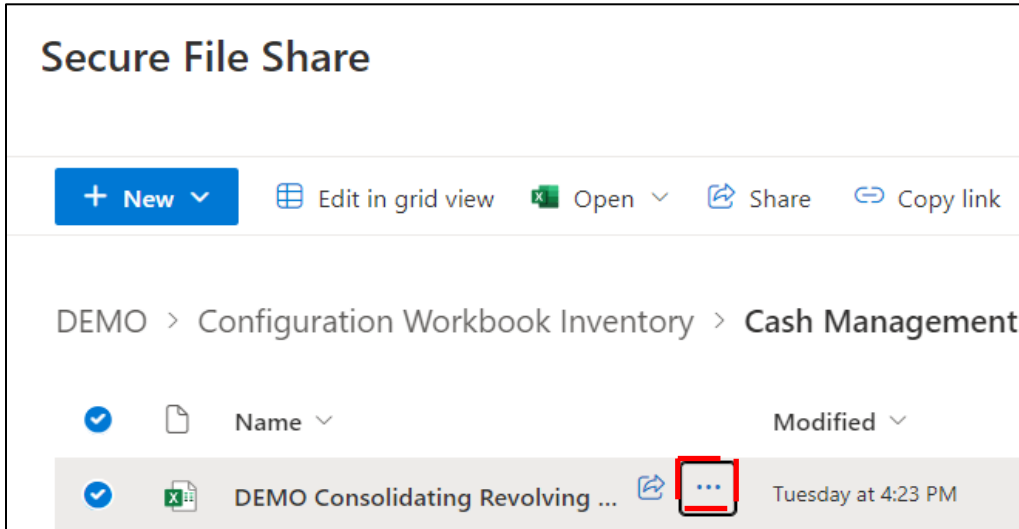 Secure File Share
+ New Edit in grid view Open Share Copy link
DEMO > Configuration Workbook Inventory > Cash Management
Name Modified
DEMO Consolidating Revolving ... ... Tuesday at 4:23 PM